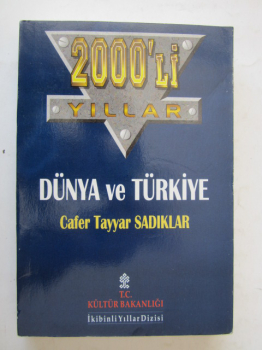 2000'Lİ
YILLAR
DÜNYA ve TÜRKİYE
Cafer Tayyar SADIKLAR
T.C.
KÜLTÜR BAKANLIĞI
İkibinli Yıllar Dizisi